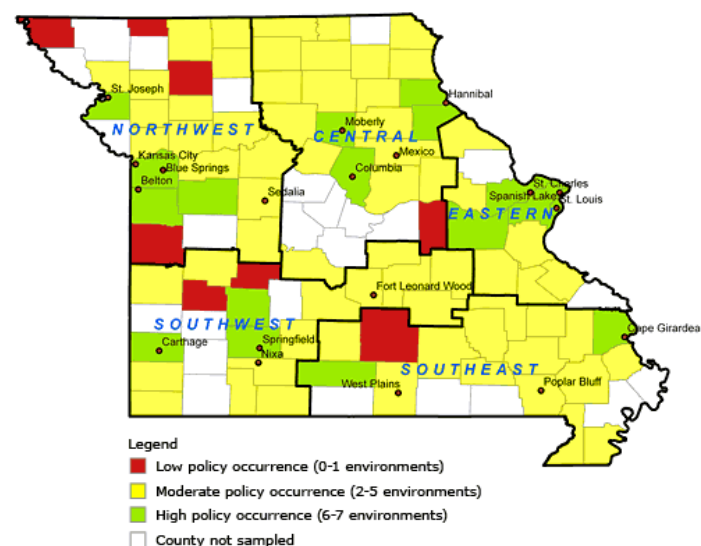 Hannibal
St. Joseph
Moberly
NORTHWEST
CENTRAL
Mexico
Kansas City
Blue Springs
Columbia
Belton
St. Charles
Sedalia
Spanish Lake
St. Louis
EASTERN
Fort Leonard Wood
SOUTHWEST
Cape Girardea
Springfield
Carthage
Nixa
SOUTHEAST
West Plains
Poplar Bluff
Legend
Low policy occurrence (0-1 environments)
Moderate policy occurrence (2-5 environments)
High policy occurrence (6-7 environments)
County not sampled